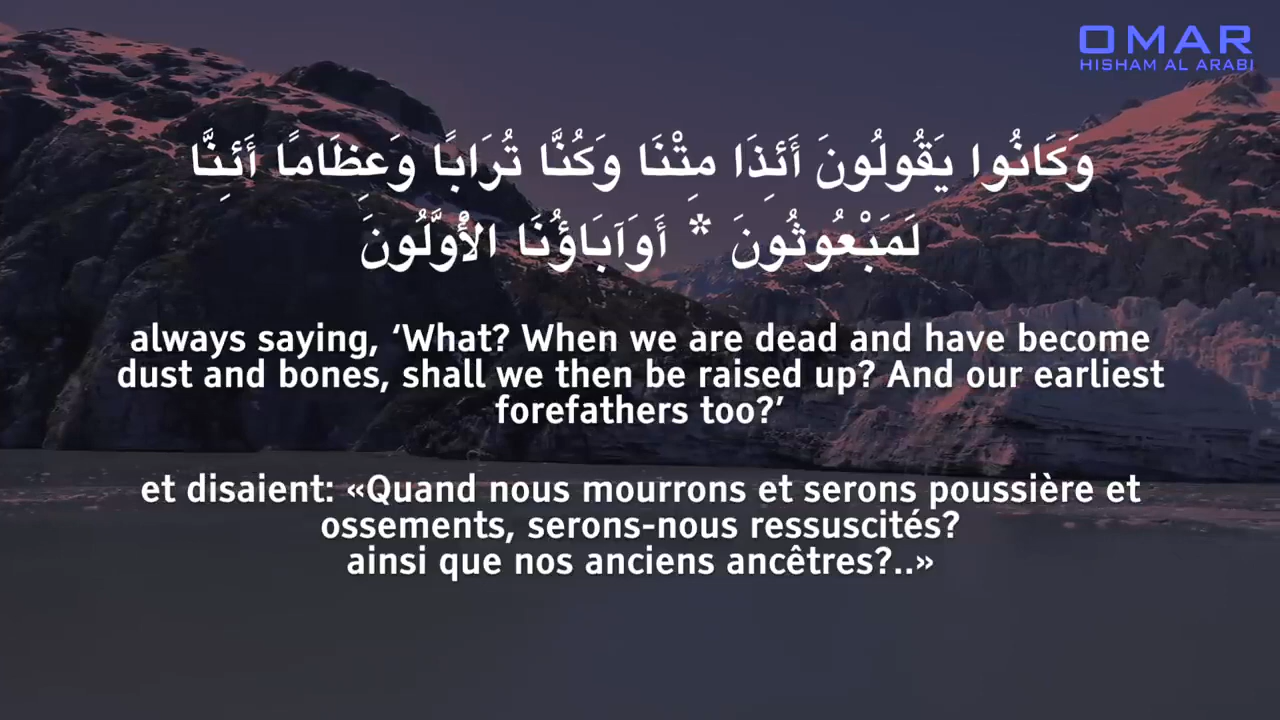 OMAR
HISHAM AL ARABI
وَكَانُوا يَقُولُونَ أَئِذَا مِتْنَا وَكُنَّا تُرَابًا وَعِظَامًا أَئِنَّا
لَمَبْعُوثُونَ * أَوَآبَاؤُنَا الْأَوَّلُونَ
always saying, ‘What? When we are dead and have become
dust and bones, shall we then be raised up? And our earliest
forefathers too?’
et disaient: «Quand nous mourrons et serons poussière et
ossements, serons-nous ressuscités?
ainsi que nos anciens ancêtres?..»